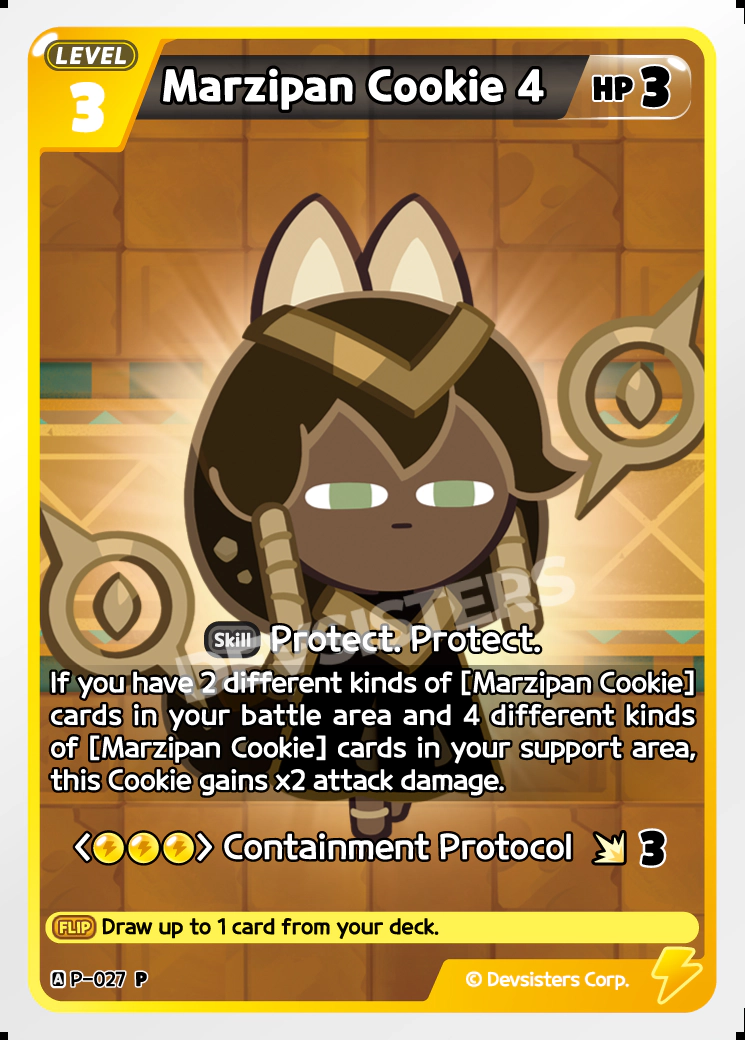 LEVEL
3
Marzipan Cookie 4
HP 3
DEVSISTERS
Skill Protect. Protect.
If you have 2 different kinds of [Marzipan Cookie]
cards in your battle area and 4 different kinds
of [Marzipan Cookie] cards in your support area,
this Cookie gains x2 attack damage.
< > Containment Protocol 3
FLIP Draw up to 1 card from your deck.
A P-027 P
© Devsisters Corp.